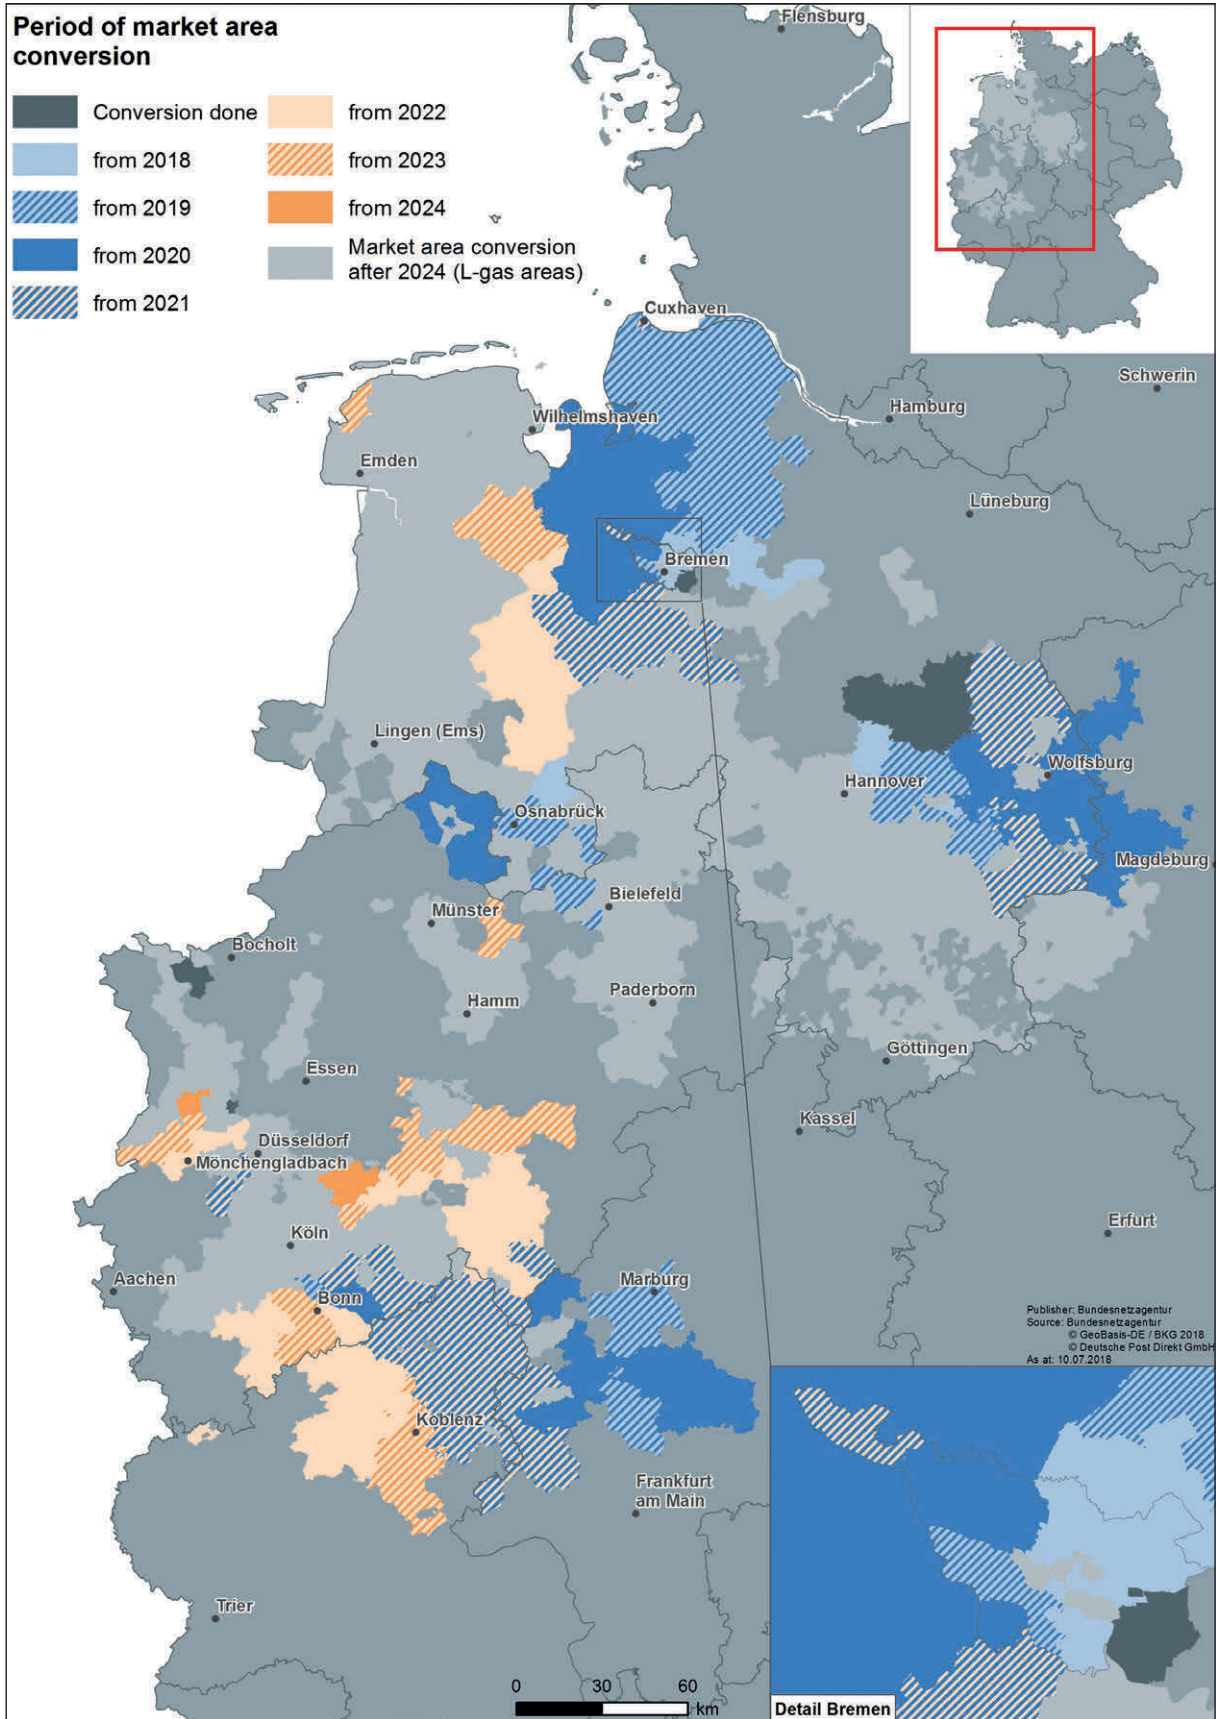 Period of market area
conversion
Conversion done
from 2018
from 2019
from 2020
from 2021
from 2022
from 2023
from 2024
Market area conversion
after 2024 (L-gas areas)
Flensburg
Cuxhaven
Schwerin
Hamburg
Wilhelmshaven
Emden
Lüneburg
Bremen
Lingen (Ems)
Wolfsburg
Hannover
Osnabrück
Magdeburg
Bielefeld
Münster
Bocholt
Paderborn
Hamm
Göttingen
Essen
Kassel
Düsseldorf
Mönchengladbach
Erfurt
Köln
Aachen
Marburg
Bonn
Koblenz
Frankfurt
am Main
Trier
Publisher: Bundesnetzagentur
Source: Bundesnetzagentur
© GeoBasis-DE / BKG 2018
© Deutsche Post Direkt GmbH
As at: 10.07.2018
0 30 60
km
Detail Bremen